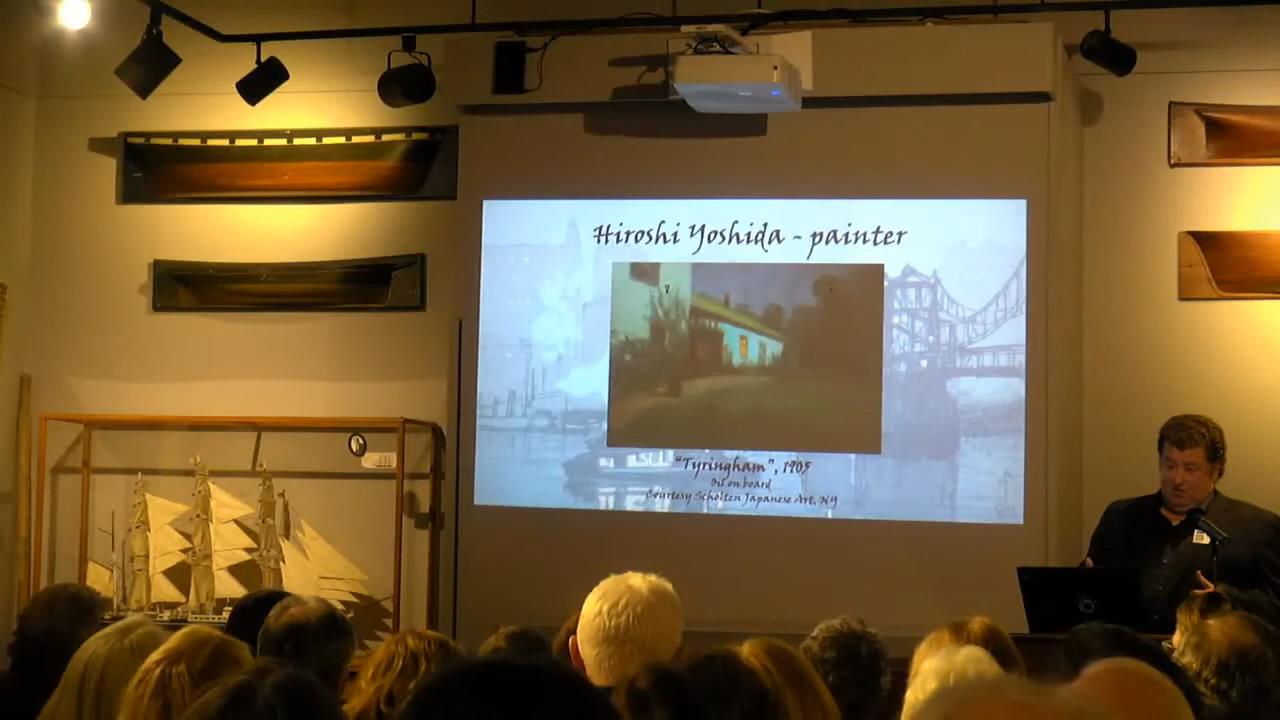 Hiroshi Yoshida - painter
"Tyringham", 1905
Oil on board
Courtesy Scholten Japanese Art, NY